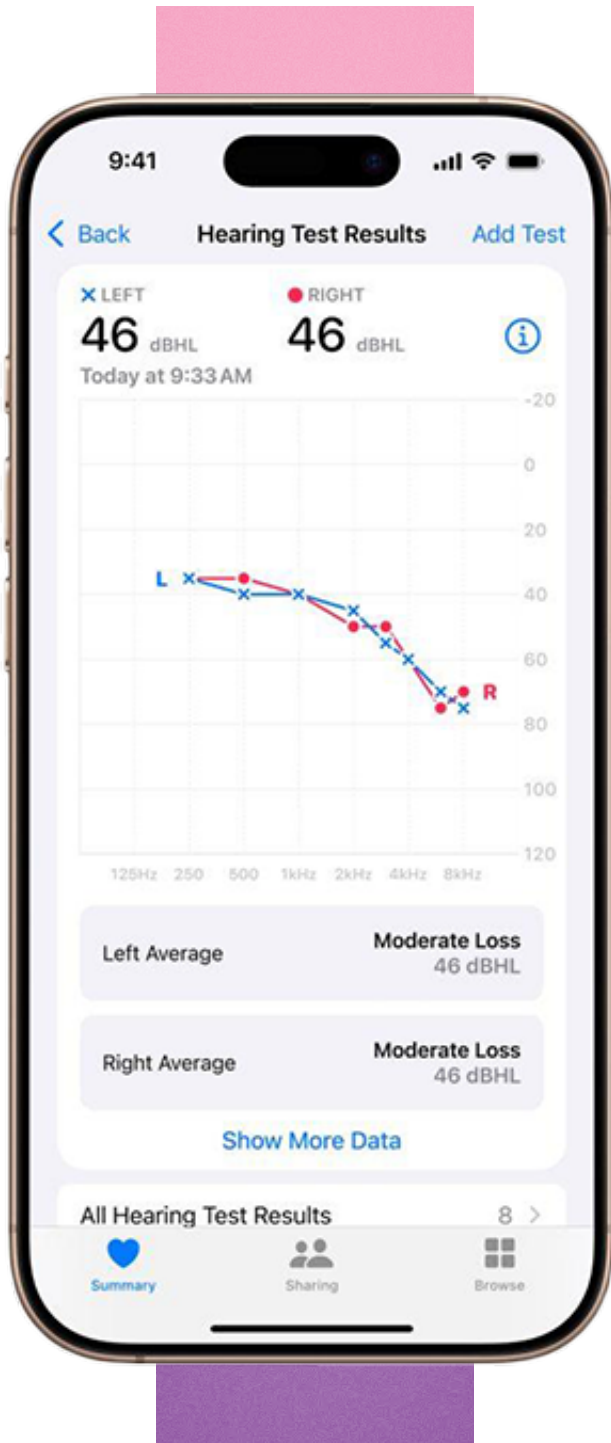 9:41
Back Hearing Test Results Add Test
LEFT RIGHT
46 dBHL 46 dBHL
Today at 9:33 AM
-20
0
20
L
40
60
R
80
100
120
125Hz 250 500 1kHz 2kHz 4kHz 8kHz
Left Average Moderate Loss
46 dBHL
Right Average Moderate Loss
46 dBHL
Show More Data
All Hearing Test Results 8
Summary Sharing Browse